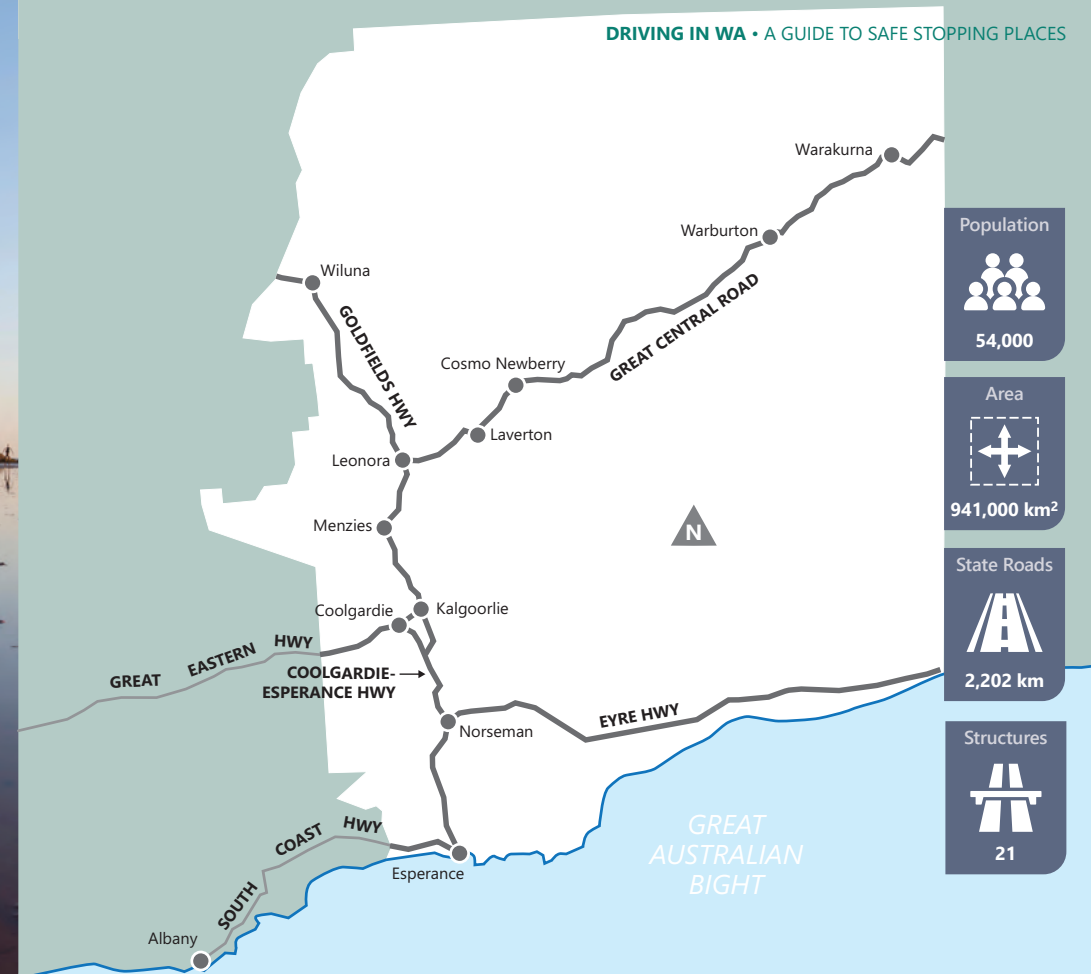 DRIVING IN WA • A GUIDE TO SAFE STOPPING PLACES
Warakurna
Warburton
Wiluna
GOLDFIELDS HWY
GREAT CENTRAL ROAD
Cosmo Newberry
Laverton
Leonora
Menzies
N
Coolgardie
Kalgoorlie
GREAT EASTERN HWY
COOLGARDIE-
ESPERANCE HWY
Norseman
EYRE HWY
SOUTH COAST HWY
Esperance
Albany
GREAT
AUSTRALIAN
BIGHT
Population
54,000
Area
941,000 km²
State Roads
2,202 km
Structures
21